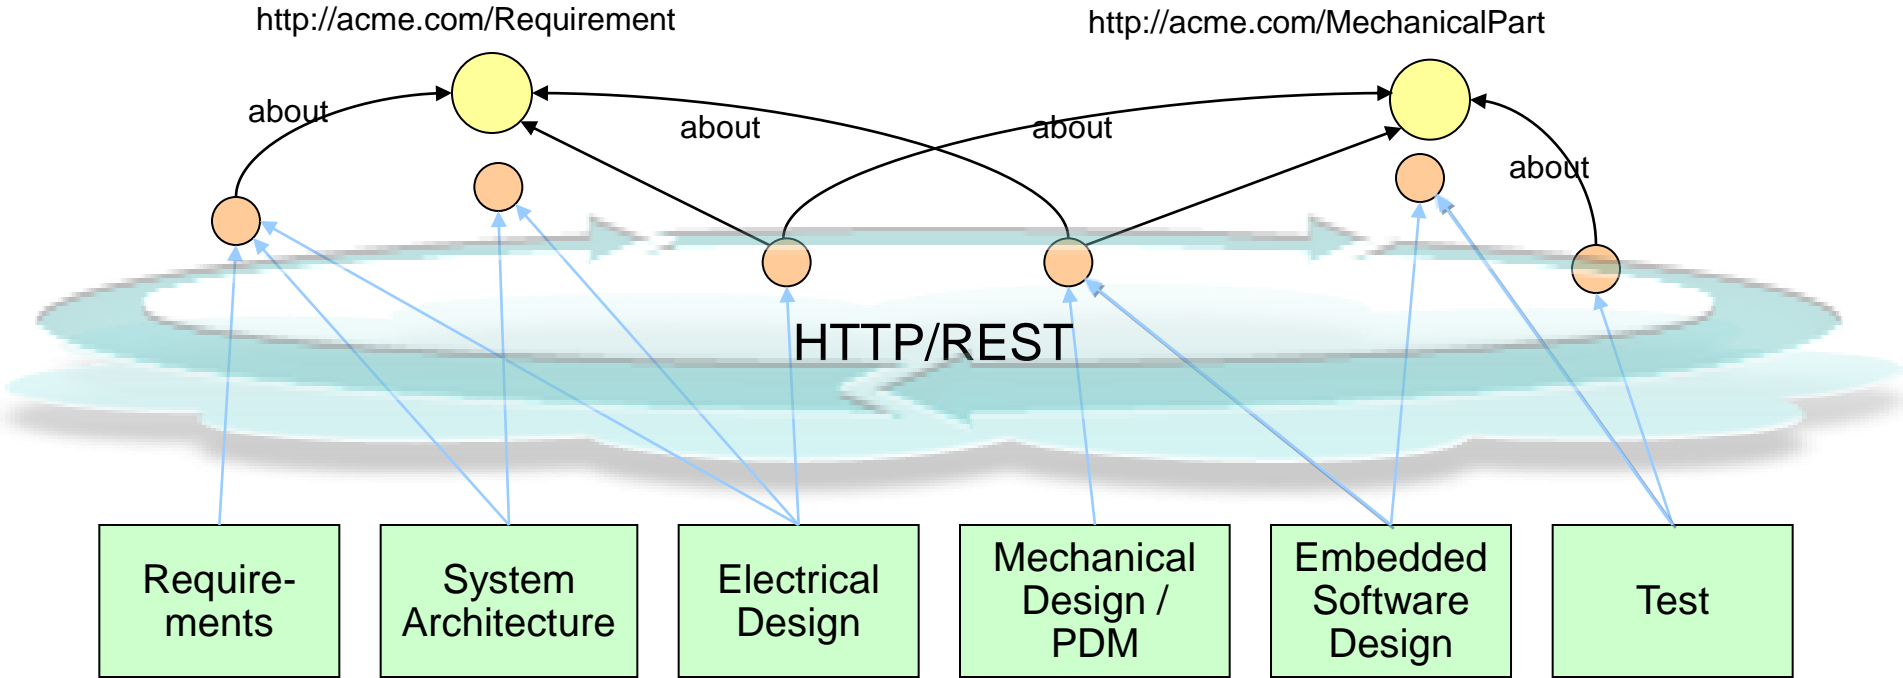 http://acme.com/Requirement
http://acme.com/MechanicalPart
about
about
about
about
HTTP/REST
Require-
ments
System
Architecture
Electrical
Design
Mechanical
Design /
PDM
Embedded
Software
Design
Test